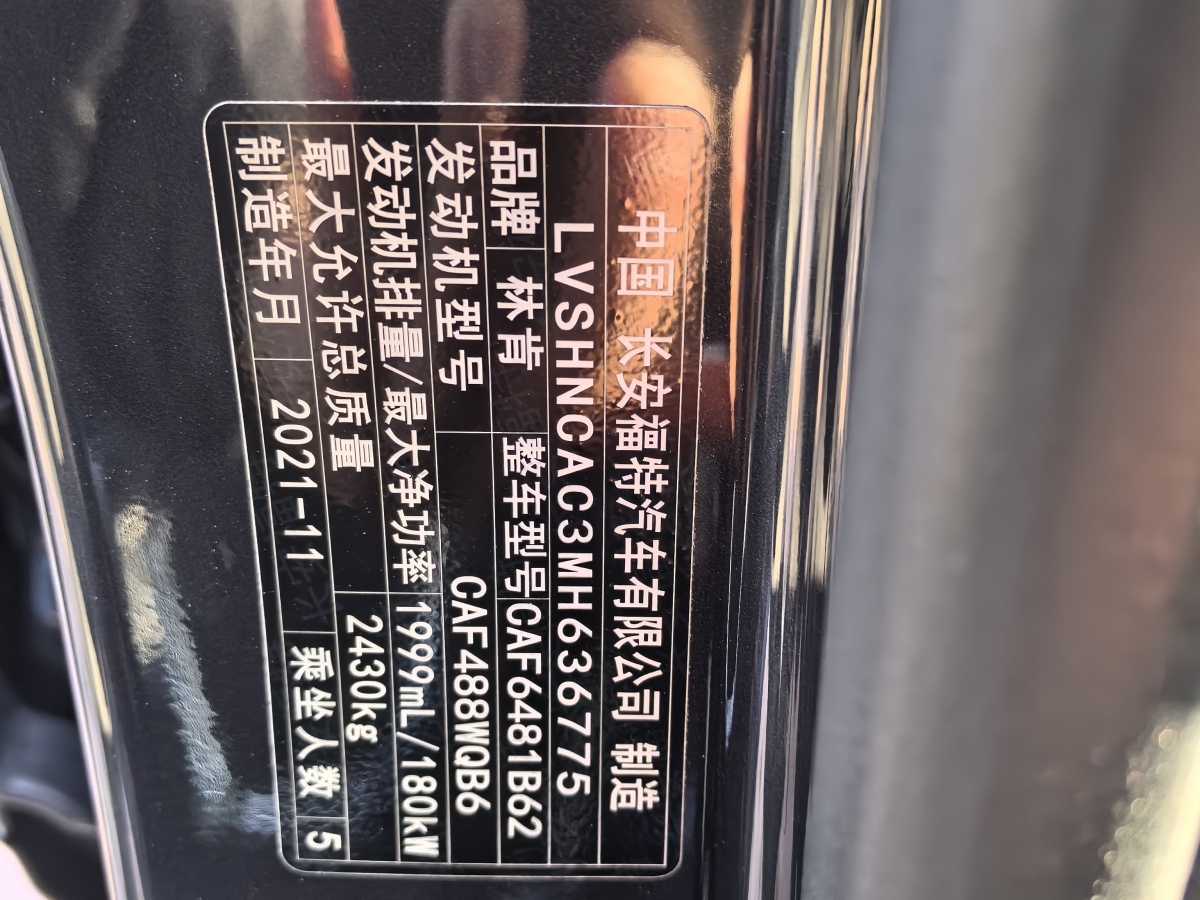 中国 长安福特汽车有限公司 制造
LVSHNCAC3MH636775
品牌 林肯 整车型号 CAF6481B62
发动机型号 CAF488WQB6
发动机排量/最大净功率 1999mL/180kW
最大允许总质量 2430kg
制造年月 2021-11 乘坐人数 5